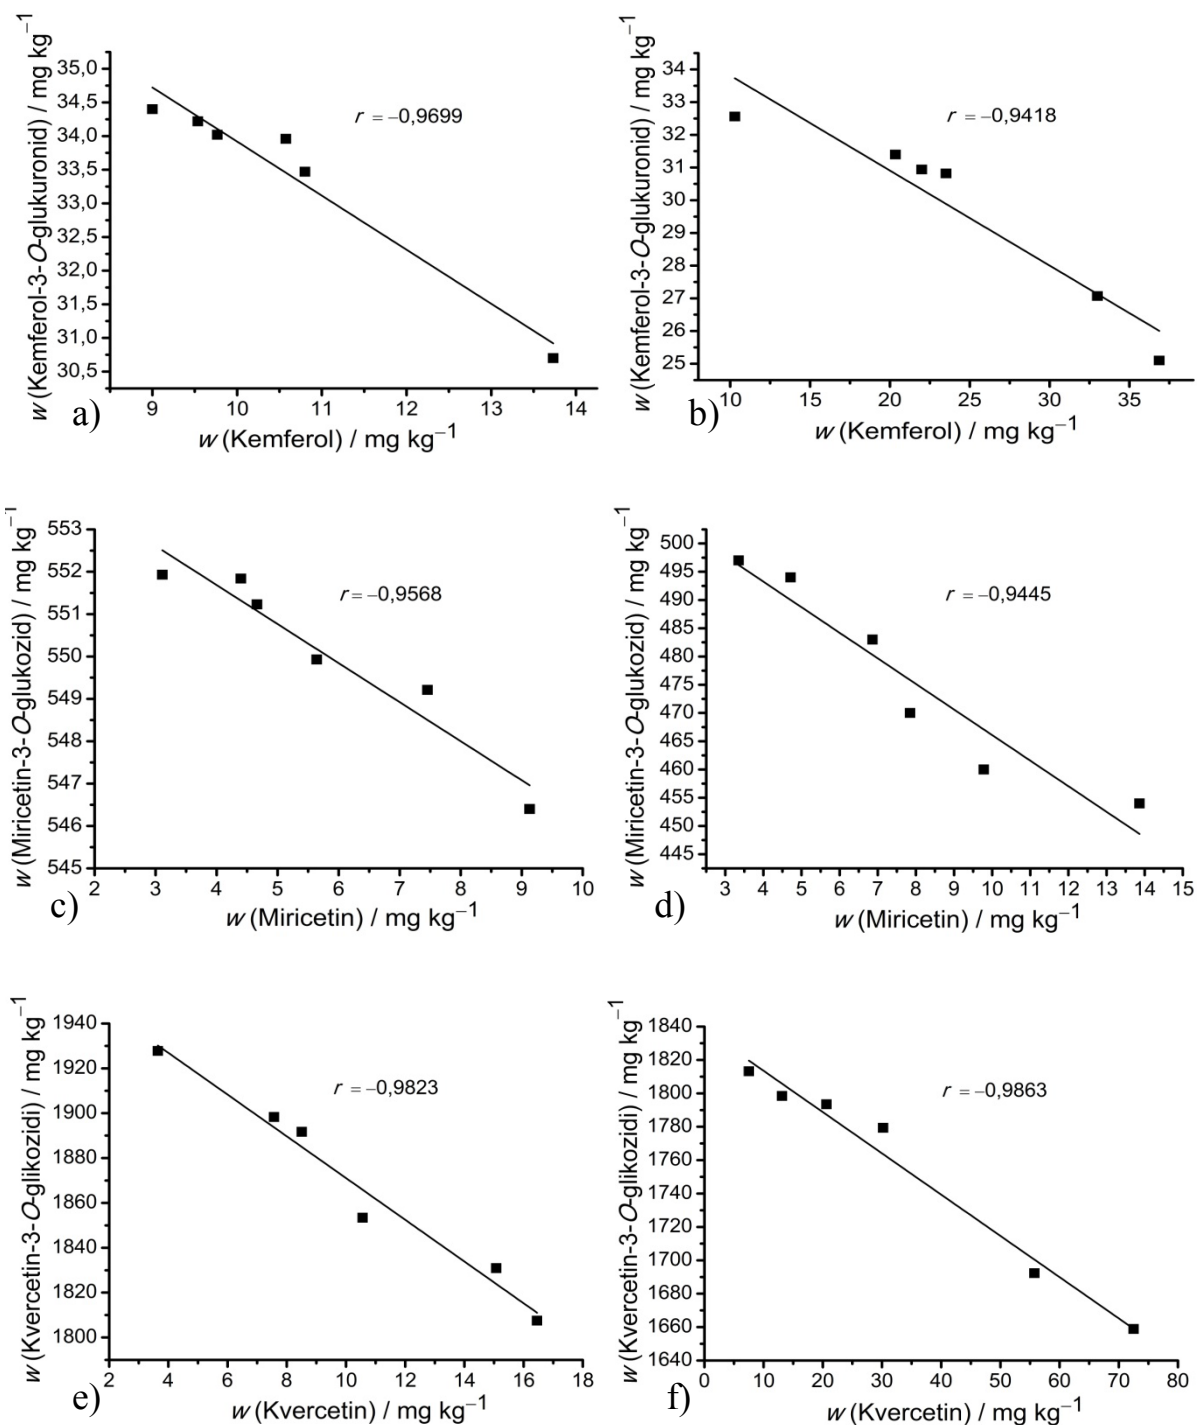 w (Kemferol-3-O-glukuronid) / mg kg⁻¹
35,0
34,5
34,0
33,5
33,0
32,5
32,0
31,5
31,0
30,5
r = –0,9699
9 10 11 12 13 14
a)
w (Kemferol) / mg kg⁻¹
w (Kemferol-3-O-glukuronid) / mg kg⁻¹
34
33
32
31
30
29
28
27
26
25
r = –0,9418
10 15 20 25 30 35
b)
w (Kemferol) / mg kg⁻¹
w (Miricetin-3-O-glukozid) / mg kg⁻¹
553
552
551
550
549
548
547
546
545
r = –0,9568
2 3 4 5 6 7 8 9 10
c)
w (Miricetin) / mg kg⁻¹
w (Miricetin-3-O-glukozid) / mg kg⁻¹
500
495
490
485
480
475
470
465
460
455
450
445
r = –0,9445
3 4 5 6 7 8 9 10 11 12 13 14 15
d)
w (Miricetin) / mg kg⁻¹
w (Kvercetin-3-O-glikozidi) / mg kg⁻¹
1940
1920
1900
1880
1860
1840
1820
1800
r = –0,9823
2 4 6 8 10 12 14 16 18
e)
w (Kvercetin) / mg kg⁻¹
w (Kvercetin-3-O-glikozidi) / mg kg⁻¹
1840
1820
1800
1780
1760
1740
1720
1700
1680
1660
1640
r = –0,9863
0 10 20 30 40 50 60 70 80
f)
w (Kvercetin) / mg kg⁻¹